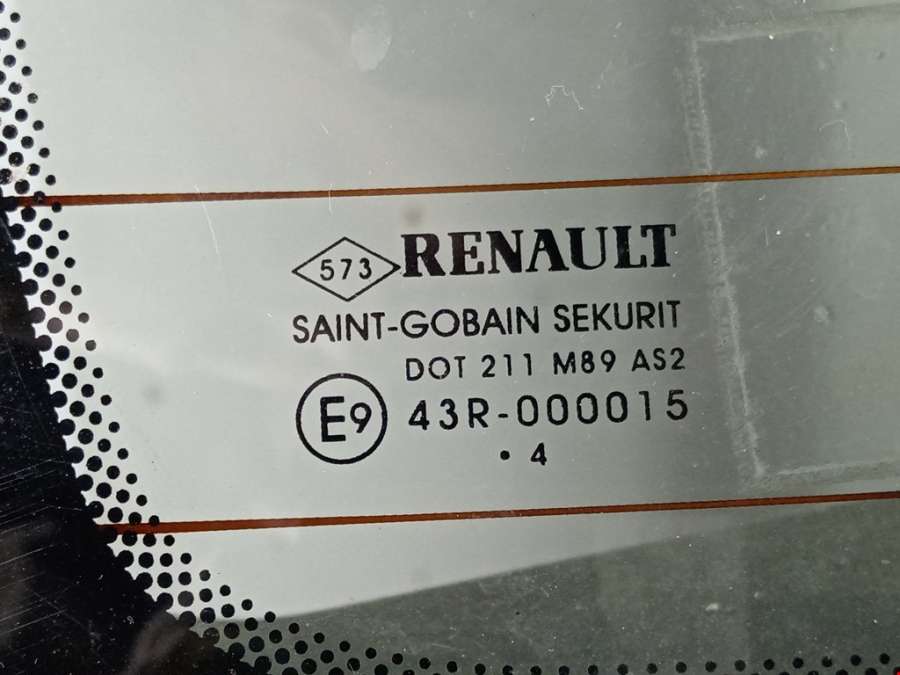 573 RENAULT
SAINT-GOBAIN SEKURIT
DOT 211 M89 AS2
E9 43R-000015
• 4